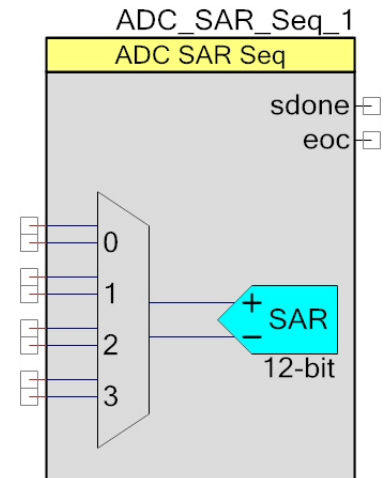 ADC_SAR_Seq_1
ADC SAR Seq
sdone
eoc
0
1
2
3
+
SAR
−
12-bit